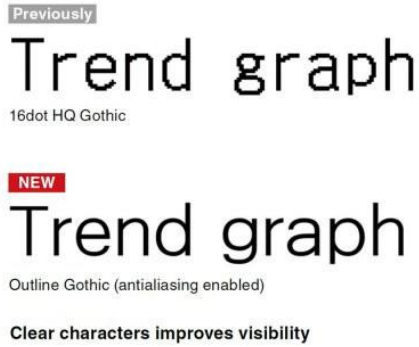 Previously
Trend graph
16dot HQ Gothic
NEW
Trend graph
Outline Gothic (antialiasing enabled)
Clear characters improves visibility